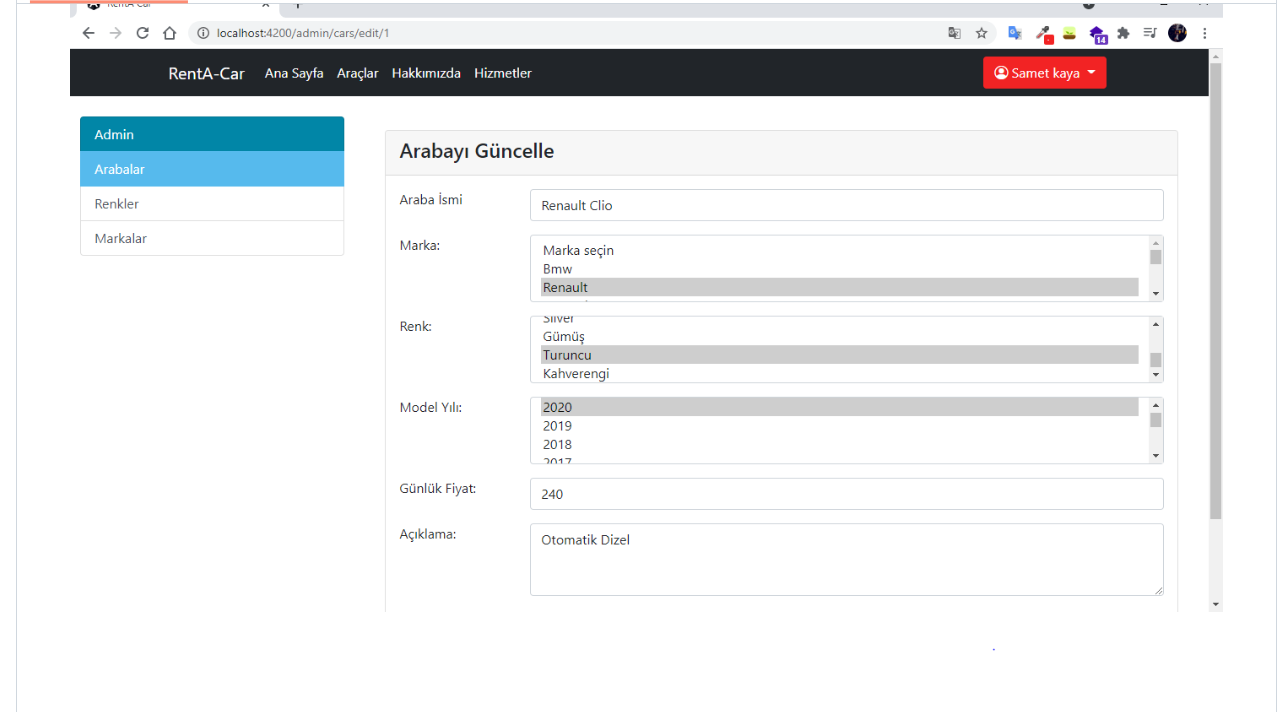 localhost:4200/admin/cars/edit/1
14
RentA-Car Ana Sayfa Araçlar Hakkımızda Hizmetler
Samet kaya
Admin
Arabalar
Renkler
Markalar
Arabayı Güncelle
Araba İsmi
Renault Clio
Marka:
Marka seçin
Bmw
Renault
Renk:
Silver
Gümüş
Turuncu
Kahverengi
Model Yılı:
2020
2019
2018
2017
Günlük Fiyat:
240
Açıklama:
Otomatik Dizel